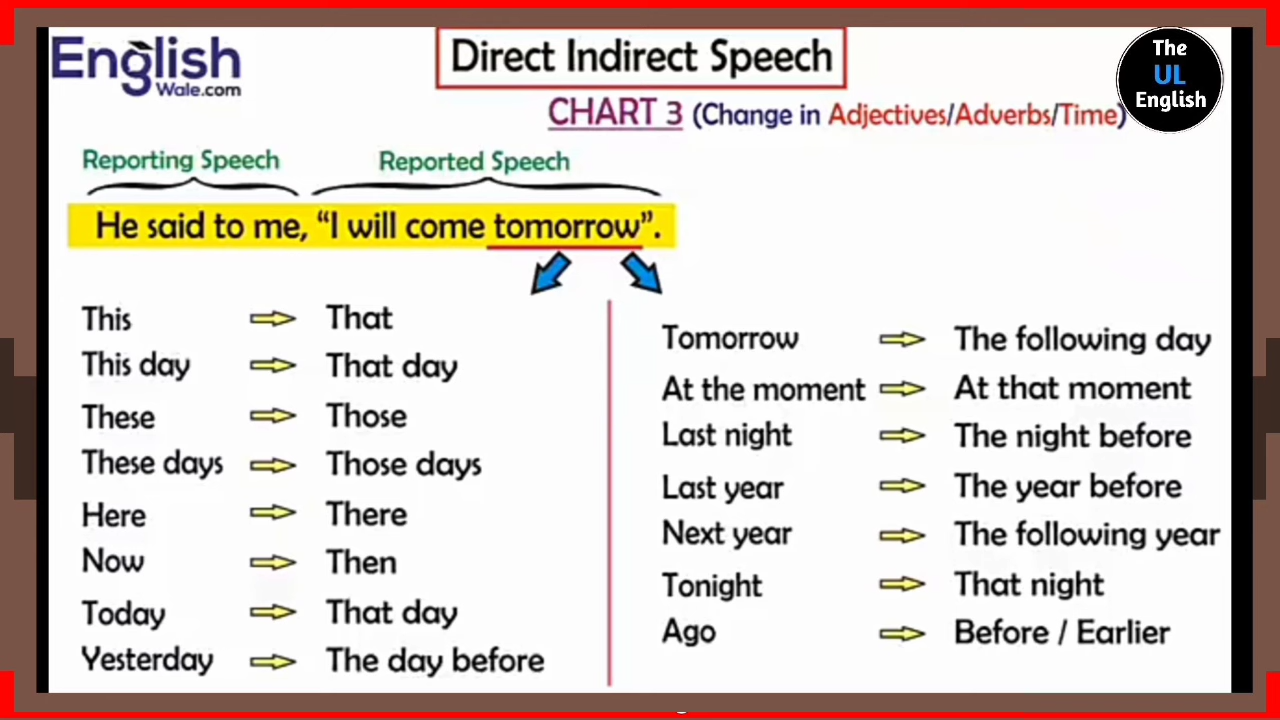 English
Wale.com
Direct Indirect Speech
The
UL
English
CHART 3 (Change in Adjectives/Adverbs/Time)
Reporting Speech Reported Speech
He said to me, “I will come tomorrow”.
This That
This day That day
These Those
These days Those days
Here There
Now Then
Today That day
Yesterday The day before
Tomorrow The following day
At the moment At that moment
Last night The night before
Last year The year before
Next year The following year
Tonight That night
Ago Before / Earlier